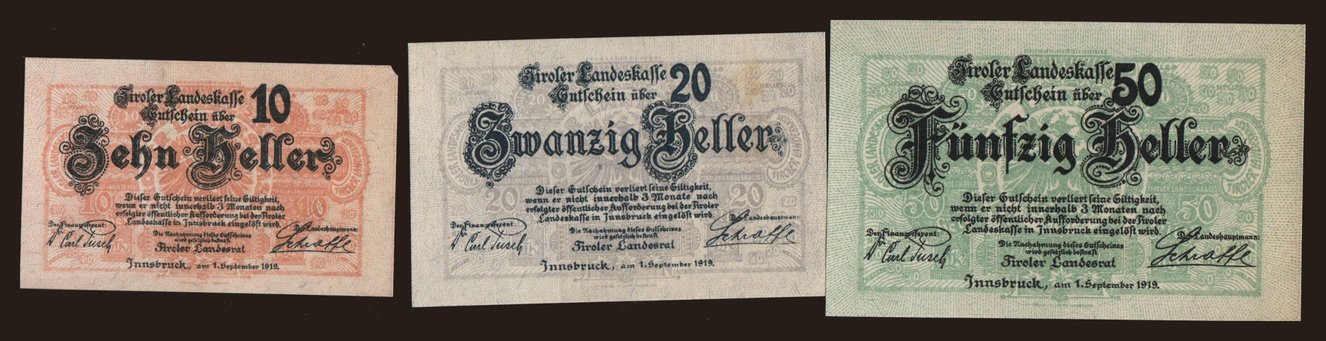 Tiroler Landeskasse
Gutschein über 10
Zehn Heller
Dieser Gutschein verliert seine Giltigkeit,
wenn er nicht innerhalb 3 Monaten nach
erfolgter öffentlicher Aufforderung bei der Tiroler
Landeskasse in Innsbruck eingelöst wird.
Der Finanzreferent: Der Landeshauptmann:
Die Nachahmung dieses Gutscheines
wird gesetzlich bestraft
Tiroler Landesrat
Schraffl
Innsbruck, am 1. September 1919.
Tiroler Landeskasse
Gutschein über 20
Zwanzig Heller
Dieser Gutschein verliert seine Giltigkeit,
wenn er nicht innerhalb 3 Monate nach
erfolgter öffentlicher Aufforderung bei der Tiroler
Landeskasse in Innsbruck eingelöst wird.
Der Finanzreferent: Der Landeshauptmann:
Die Nachahmung dieses Gutscheines
wird gesetzlich bestraft
Tiroler Landesrat
Schraffl
Innsbruck, am 1. September 1919.
20 20
Tiroler Landeskasse
Gutschein über 50
Fünfzig Heller
Dieser Gutschein verliert seine Giltigkeit,
wenn er nicht innerhalb 3 Monaten nach
erfolgter öffentlicher Aufforderung bei der Tiroler
Landeskasse in Innsbruck eingelöst wird.
Der Finanzreferent: Der Landeshauptmann:
Die Nachahmung dieses Gutscheines
wird gesetzlich bestraft
Tiroler Landesrat
Schraffl
Innsbruck, am 1. September 1919.
50 50